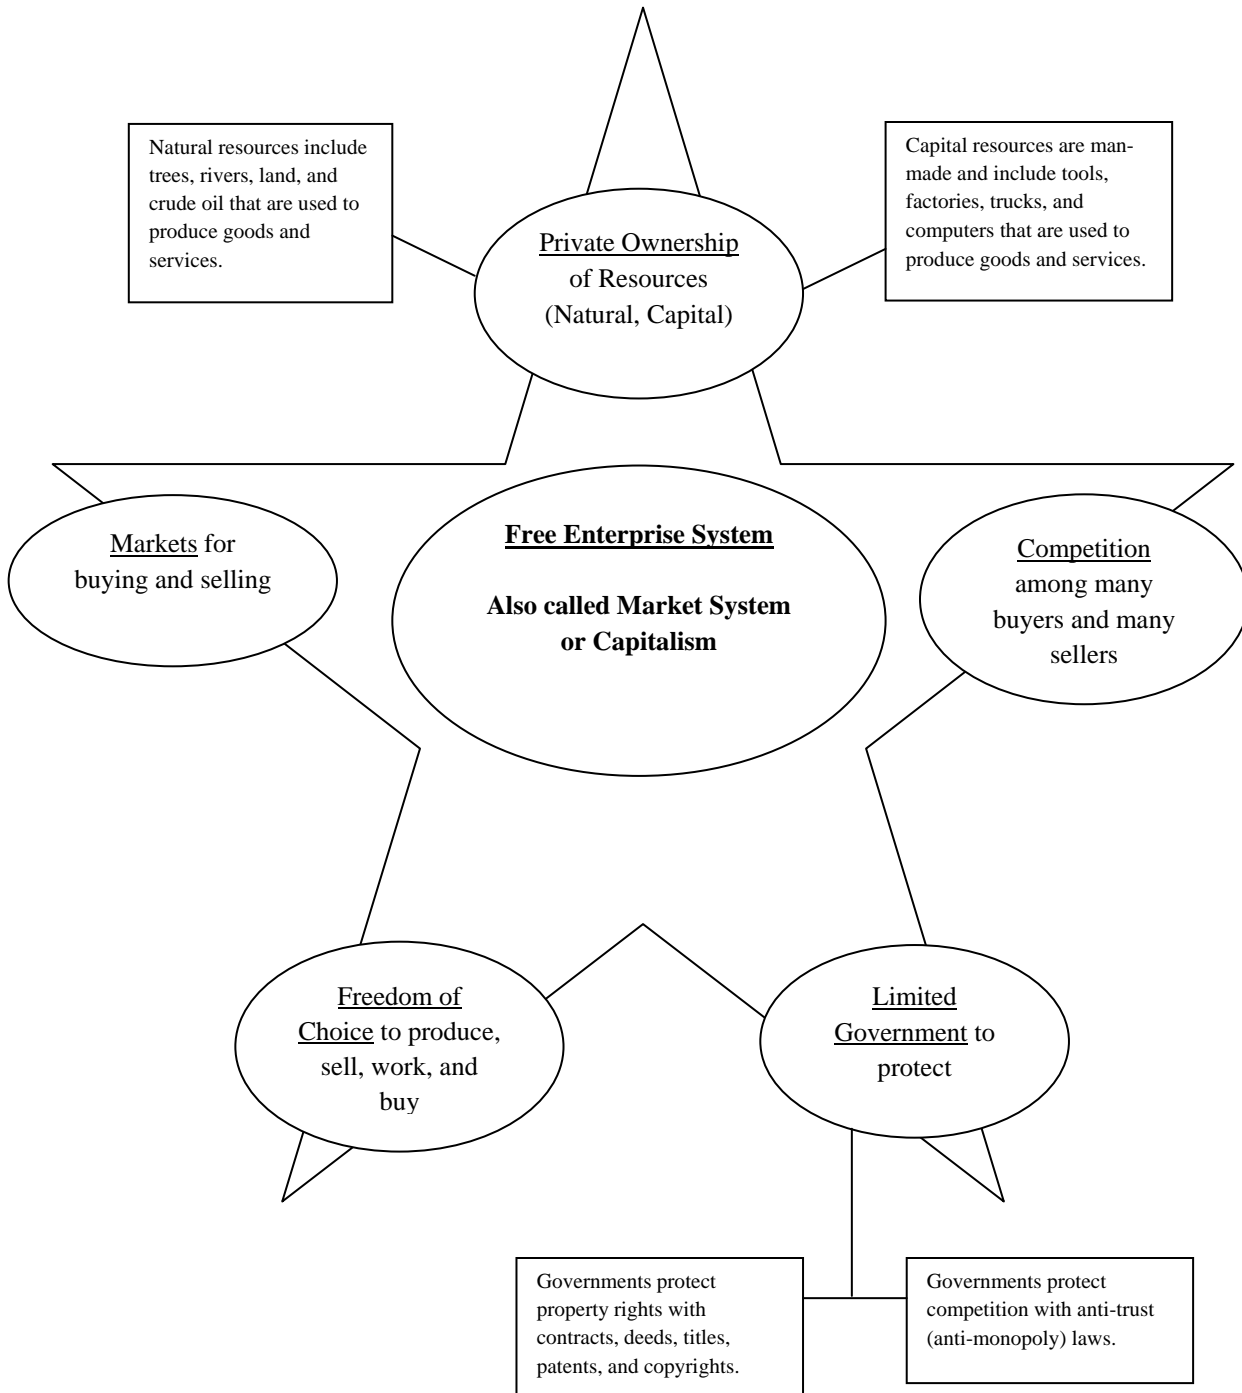 Natural resources include
trees, rivers, land, and
crude oil that are used to
produce goods and
services.
Capital resources are man-
made and include tools,
factories, trucks, and
computers that are used to
produce goods and services.
Private Ownership
of Resources
(Natural, Capital)
Markets for
buying and selling
Free Enterprise System
Also called Market System
or Capitalism
Competition
among many
buyers and many
sellers
Freedom of
Choice to produce,
sell, work, and
buy
Limited
Government to
protect
Governments protect
property rights with
contracts, deeds, titles,
patents, and copyrights.
Governments protect
competition with anti-trust
(anti-monopoly) laws.